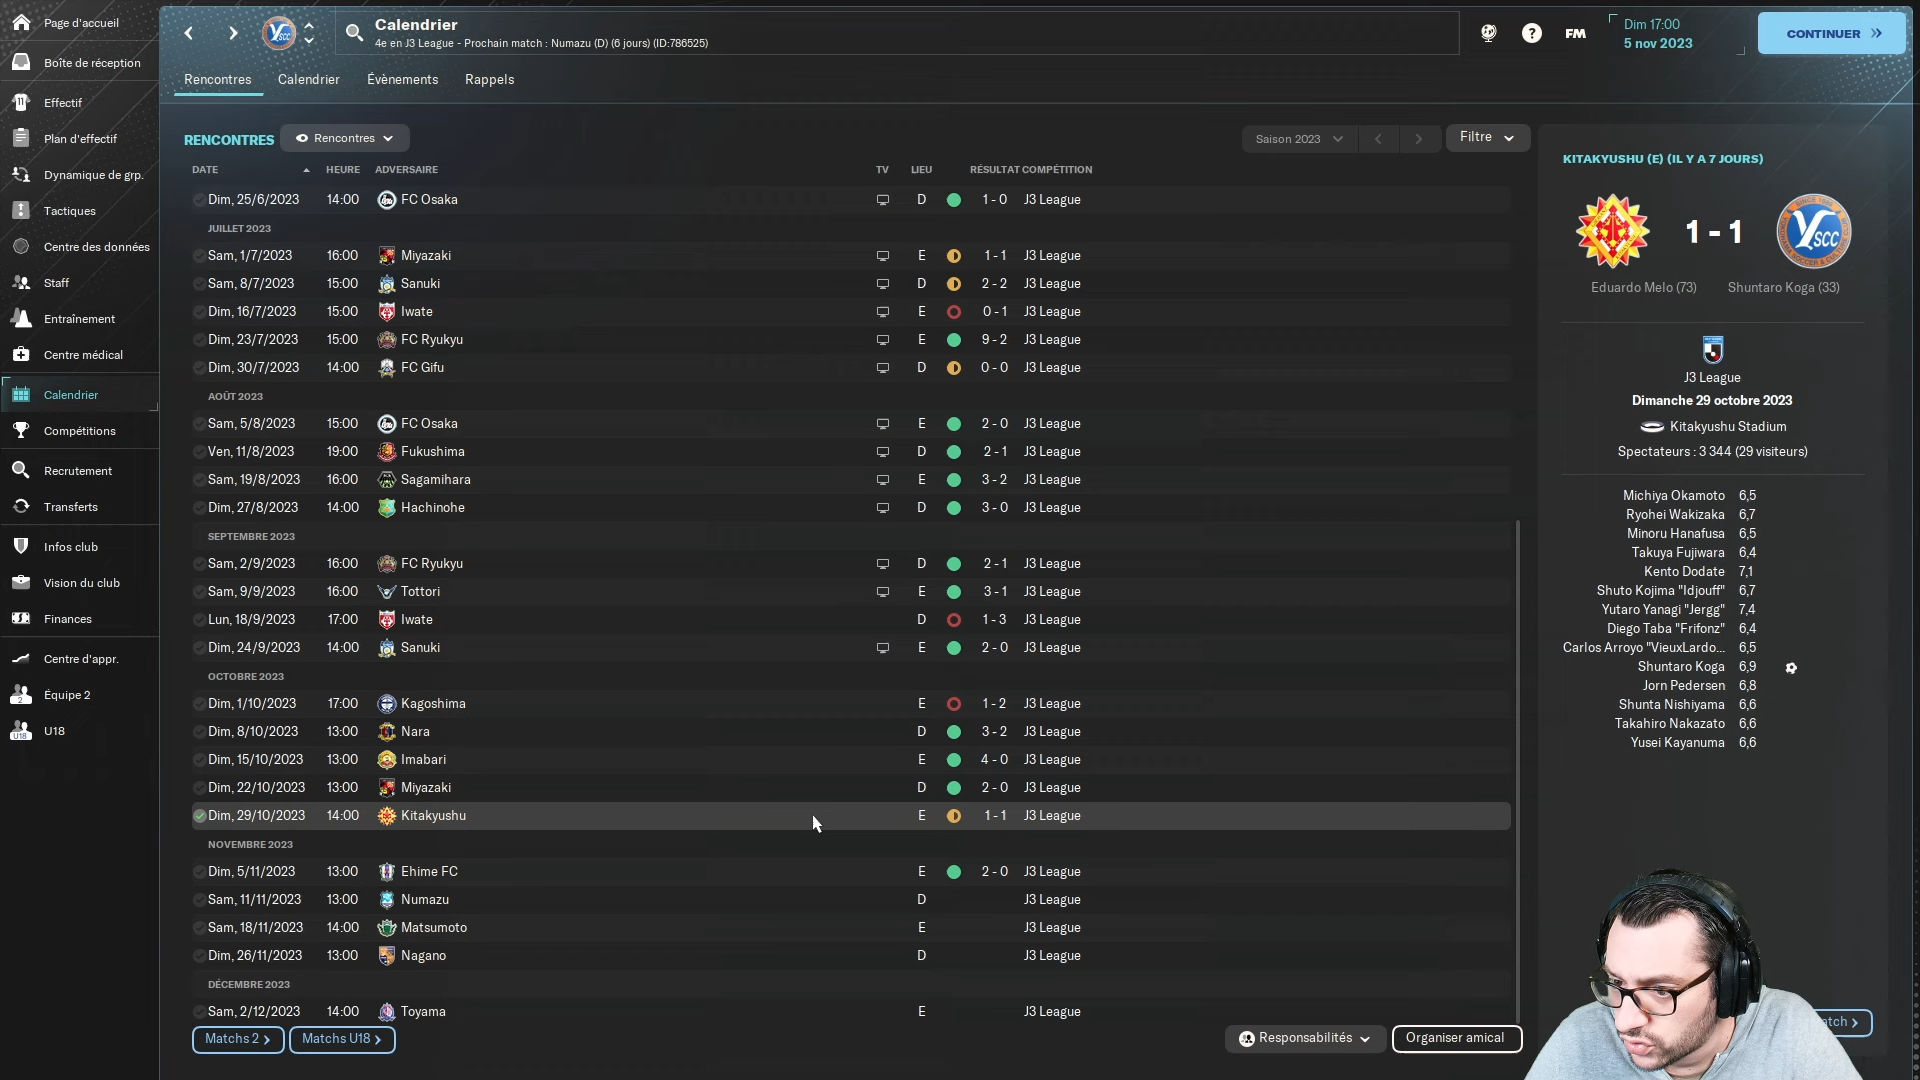 Page d'accueil
Boîte de réception
Effectif
Plan d'effectif
Dynamique de grp.
Tactiques
Centre des données
Staff
Entraînement
Centre médical
Calendrier
Compétitions
Recrutement
Transferts
Infos club
Vision du club
Finances
Centre d'appr.
Équipe 2
U18
Calendrier
4e en J3 League - Prochain match : Numazu (D) (6 jours) (ID:786525)
FM
Dim 17:00
5 nov 2023
CONTINUER
Rencontres Calendrier Évènements Rappels
RENCONTRES Rencontres Saison 2023 Filtre
DATE HEURE ADVERSAIRE TV LIEU RÉSULTAT COMPÉTITION
Dim, 25/6/2023 14:00 FC Osaka D 1 - 0 J3 League
JUILLET 2023
Sam, 1/7/2023 16:00 Miyazaki E 1 - 1 J3 League
Sam, 8/7/2023 15:00 Sanuki D 2 - 2 J3 League
Dim, 16/7/2023 15:00 Iwate E 0 - 1 J3 League
Dim, 23/7/2023 15:00 FC Ryukyu E 9 - 2 J3 League
Dim, 30/7/2023 14:00 FC Gifu D 0 - 0 J3 League
AOÛT 2023
Sam, 5/8/2023 15:00 FC Osaka E 2 - 0 J3 League
Ven, 11/8/2023 19:00 Fukushima D 2 - 1 J3 League
Sam, 19/8/2023 16:00 Sagamihara E 3 - 2 J3 League
Dim, 27/8/2023 14:00 Hachinohe D 3 - 0 J3 League
SEPTEMBRE 2023
Sam, 2/9/2023 16:00 FC Ryukyu D 2 - 1 J3 League
Sam, 9/9/2023 16:00 Tottori E 3 - 1 J3 League
Lun, 18/9/2023 17:00 Iwate D 1 - 3 J3 League
Dim, 24/9/2023 14:00 Sanuki E 2 - 0 J3 League
OCTOBRE 2023
Dim, 1/10/2023 17:00 Kagoshima E 1 - 2 J3 League
Dim, 8/10/2023 13:00 Nara D 3 - 2 J3 League
Dim, 15/10/2023 13:00 Imabari E 4 - 0 J3 League
Dim, 22/10/2023 13:00 Miyazaki D 2 - 0 J3 League
Dim, 29/10/2023 14:00 Kitakyushu E 1 - 1 J3 League
NOVEMBRE 2023
Dim, 5/11/2023 13:00 Ehime FC E 2 - 0 J3 League
Sam, 11/11/2023 13:00 Numazu D J3 League
Sam, 18/11/2023 14:00 Matsumoto E J3 League
Dim, 26/11/2023 13:00 Nagano D J3 League
DÉCEMBRE 2023
Sam, 2/12/2023 14:00 Toyama E J3 League
Matchs 2 Matchs U18 Responsabilités Organiser amical
KITAKYUSHU (E) (IL Y A 7 JOURS)
1 - 1
YSCC
Eduardo Melo (73) Shuntaro Koga (33)
J3 League
Dimanche 29 octobre 2023
Kitakyushu Stadium
Spectateurs : 3 344 (29 visiteurs)
Michiya Okamoto 6,5
Ryohei Wakizaka 6,7
Minoru Hanafusa 6,5
Takuya Fujiwara 6,4
Kento Dodate 7,1
Shuto Kojima "Idjouff" 6,7
Yutaro Yanagi "Jergg" 7,4
Diego Taba "Frifonz" 6,4
Carlos Arroyo "VieuxLardo... 6,5
Shuntaro Koga 6,9
Jorn Pedersen 6,8
Shunta Nishiyama 6,6
Takahiro Nakazato 6,6
Yusei Kayanuma 6,6